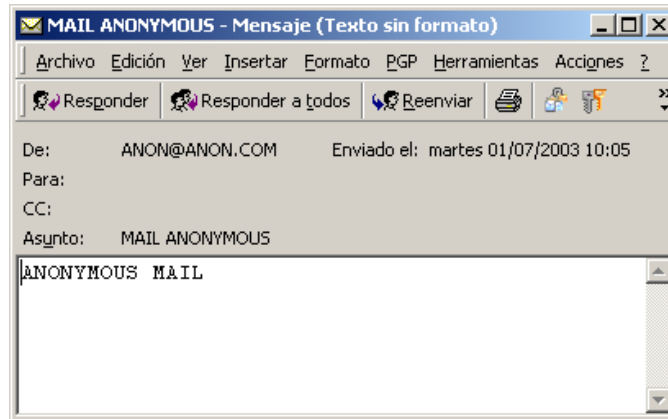 MAIL ANONYMOUS - Mensaje (Texto sin formato)
Archivo Edición Ver Insertar Formato PGP Herramientas Acciones ?
Responder Responder a todos Reenviar »
De: ANON@ANON.COM Enviado el: martes 01/07/2003 10:05
Para:
CC:
Asunto: MAIL ANONYMOUS
ANONYMOUS MAIL